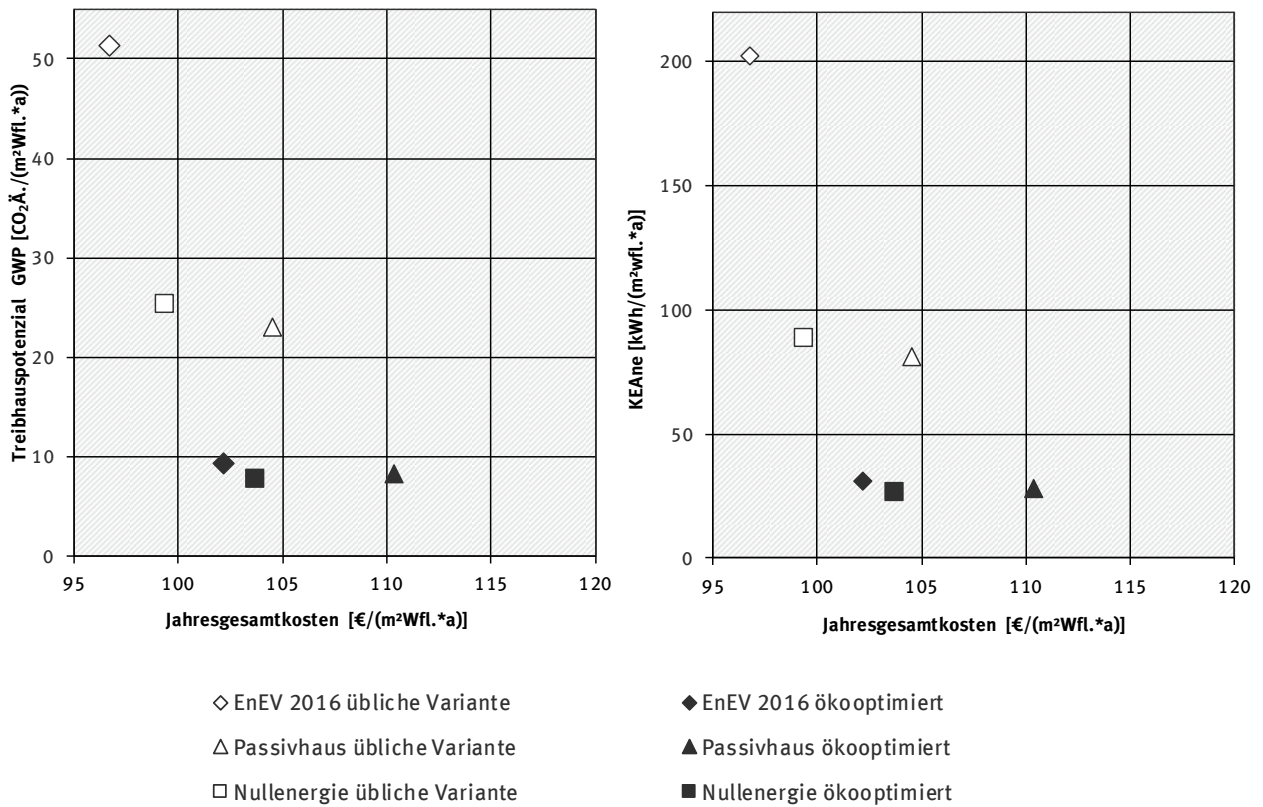 Treibhauspotenzial GWP [CO₂Ä./(m²Wfl.*a))
50
40
30
20
10
0
95 100 105 110 115 120
Jahresgesamtkosten [€/(m²Wfl.*a)]
KEAne [kWh/(m²wfl.*a)]
200
150
100
50
0
95 100 105 110 115 120
Jahresgesamtkosten [€/(m²Wfl.*a)]
EnEV 2016 übliche Variante
EnEV 2016 ökooptimiert
Passivhaus übliche Variante
Passivhaus ökooptimiert
Nullenergie übliche Variante
Nullenergie ökooptimiert